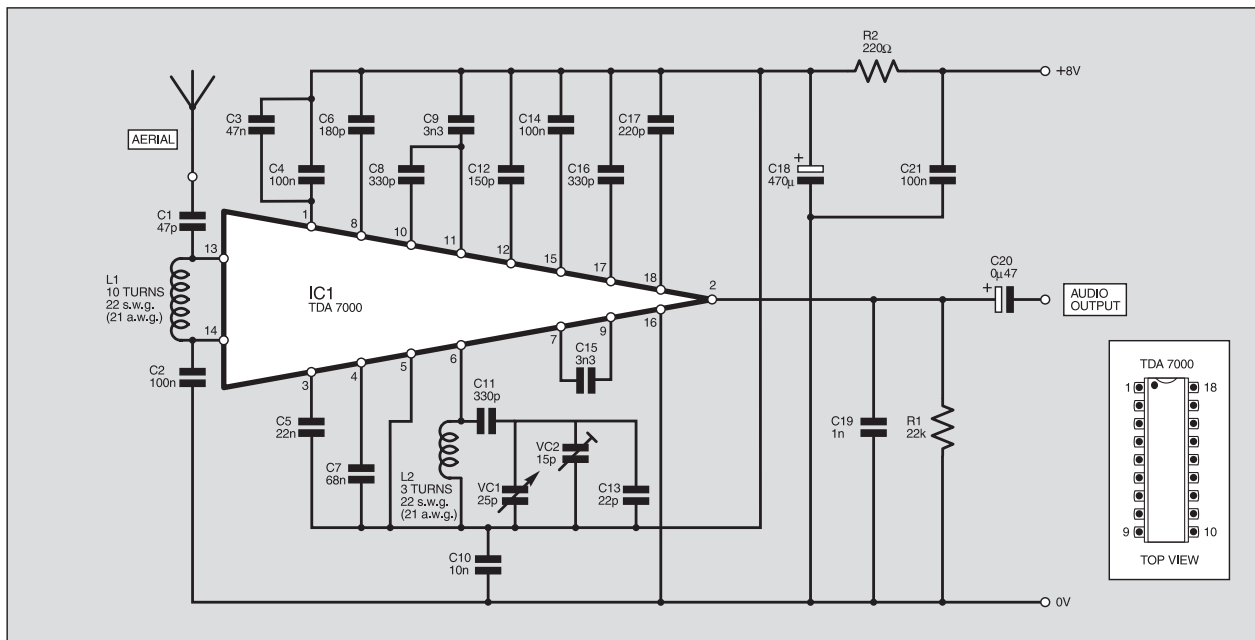 R2
220Ω
+8V
C3
47n
C6
180p
C9
3n3
C14
100n
C17
220p
AERIAL
C4
100n
C8
330p
C12
150p
C16
330p
+
C18
470µ
C21
100n
C1
47p
1
8
10
11
12
15
17
18
2
13
L1
10 TURNS
22 s.w.g.
(21 a.w.g.)
IC1
TDA 7000
14
C20
0µ47
+
AUDIO
OUTPUT
16
7
9
C15
3n3
6
5
4
3
C2
100n
C11
330p
C5
22n
C7
68n
L2
3 TURNS
22 s.w.g.
(21 a.w.g.)
VC1
25p
VC2
15p
C13
22p
C19
1n
R1
22k
C10
10n
0V
TDA 7000
1
18
9
10
TOP VIEW